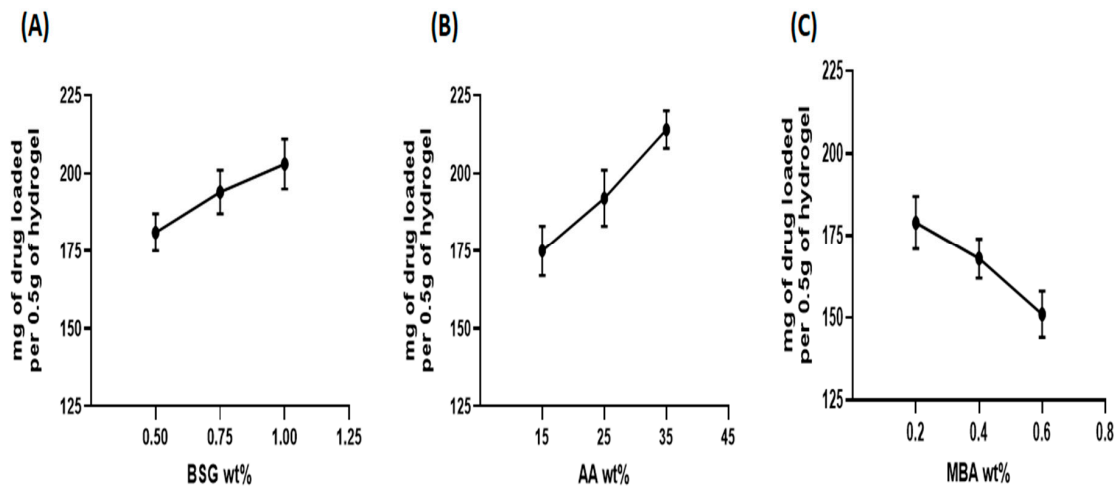 (A)
mg of drug loaded
per 0.5g of hydrogel
225
200
175
150
125
0.50 0.75 1.00 1.25
BSG wt%
(B)
mg of drug loaded
per 0.5g of hydrogel
225
200
175
150
125
15 25 35 45
AA wt%
(C)
mg of drug loaded
per 0.5g of hydrogel
225
200
175
150
125
0.2 0.4 0.6 0.8
MBA wt%